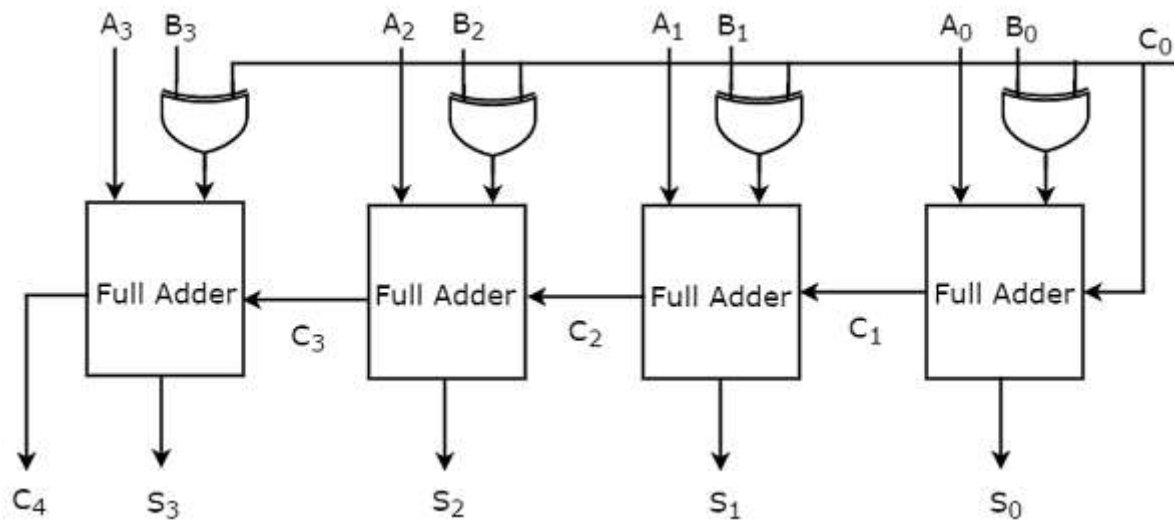 A₃ B₃ A₂ B₂ A₁ B₁ A₀ B₀ C₀
Full Adder Full Adder Full Adder Full Adder
C₃ C₂ C₁
C₄ S₃ S₂ S₁ S₀